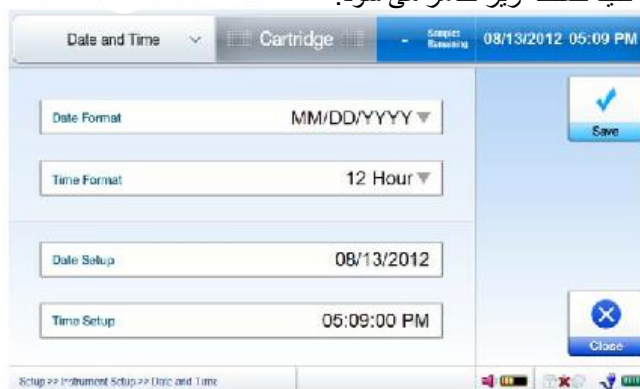 Date and Time Cartridge - Samples Remaining 08/13/2012 05:09 PM
Date Format MM/DD/YYYY
Save
Time Format 12 Hour
Date Setup 08/13/2012
Time Setup 05:09:00 PM
Close
Setup >> Instrument Setup >> Date and Time